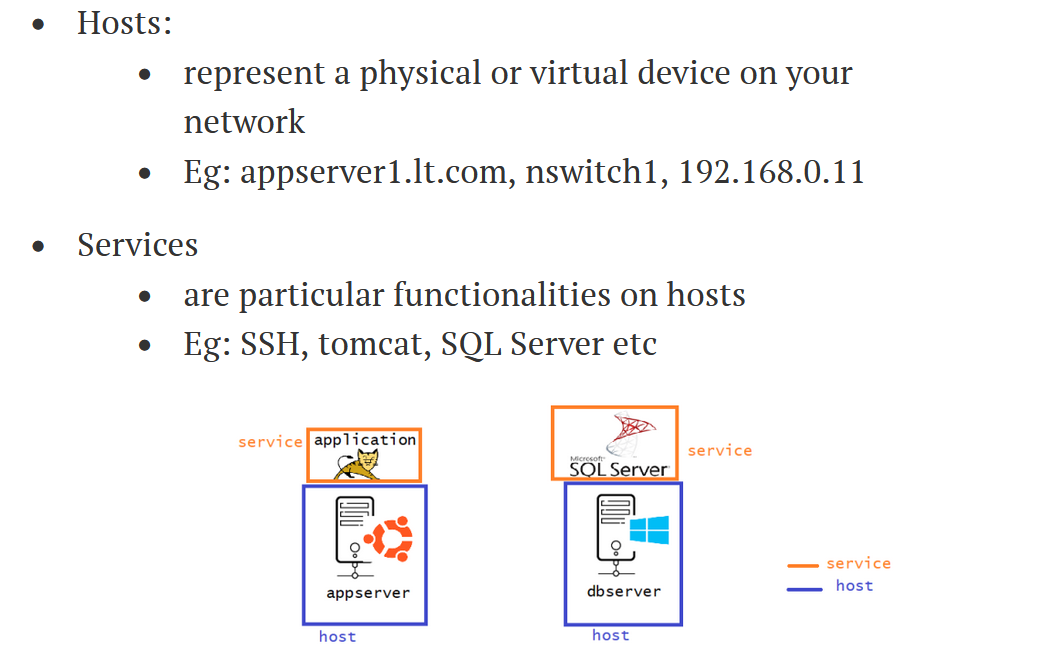 Hosts:
represent a physical or virtual device on your
network
Eg: appserver1.lt.com, nswitch1, 192.168.0.11
Services
are particular functionalities on hosts
Eg: SSH, tomcat, SQL Server etc
service
application
Microsoft
SQL Server
service
appserver
host
dbserver
host
service
host